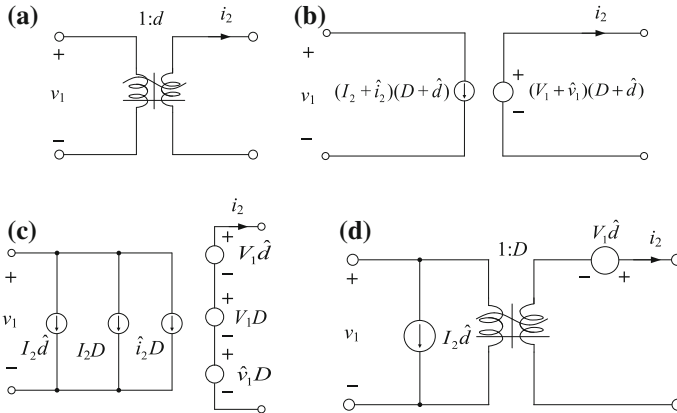 (a)
1:d
i₂
+
v₁
−
(b)
i₂
+
v₁
−
(I₂ + î₂)(D + d̂)
+
−
(V₁ + v̂₁)(D + d̂)
(c)
i₂
+
v₁
−
I₂d̂
I₂D
î₂D
+
V₁d̂
−
+
V₁D
−
+
v̂₁D
−
(d)
1:D
V₁d̂
i₂
−
+
+
v₁
−
I₂d̂